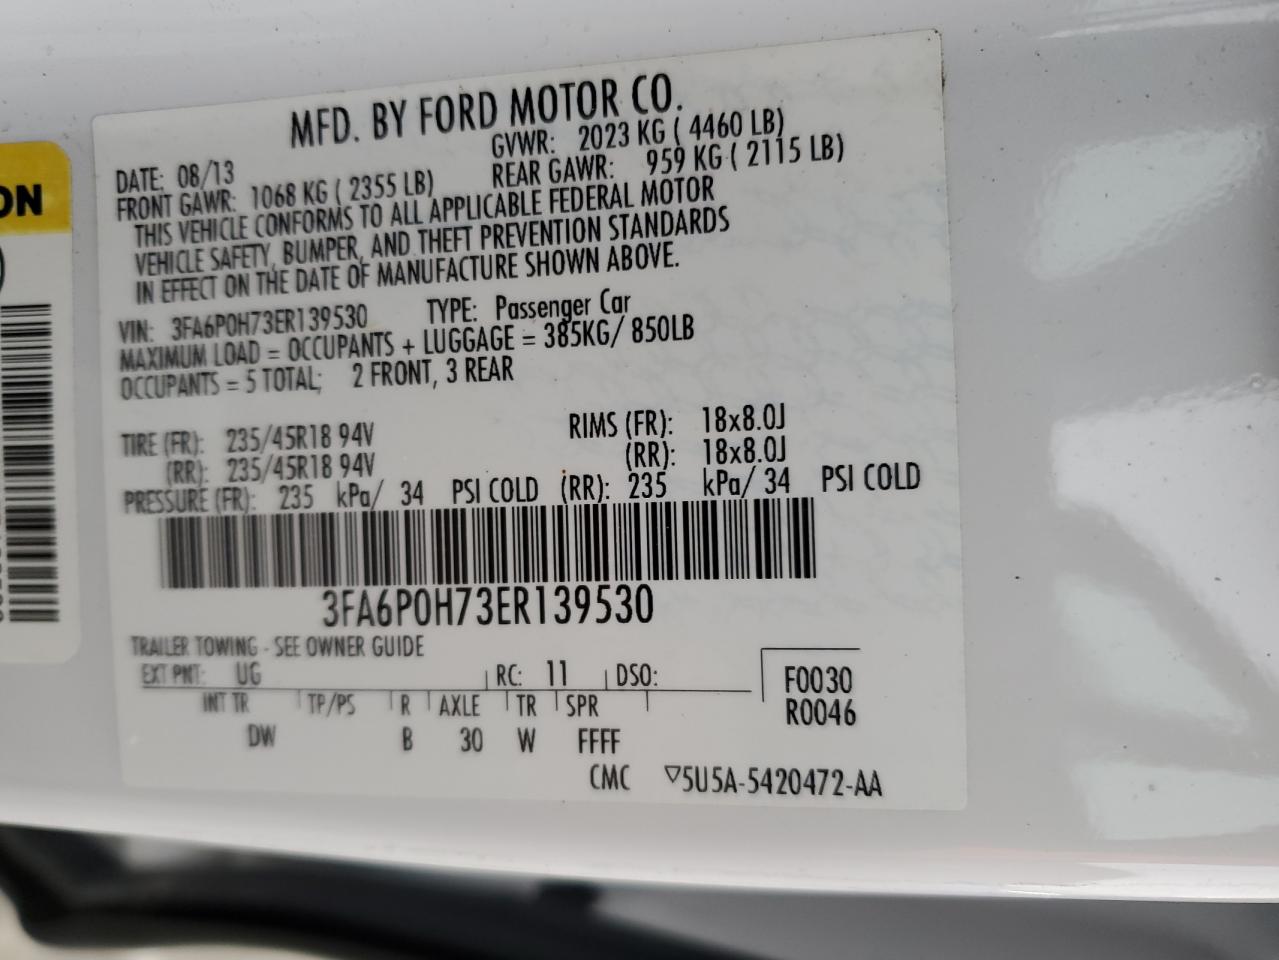 MFD. BY FORD MOTOR CO.
DATE: 08/13 GVWR: 2023 KG ( 4460 LB)
FRONT GAWR: 1068 KG ( 2355 LB) REAR GAWR: 959 KG ( 2115 LB)
THIS VEHICLE CONFORMS TO ALL APPLICABLE FEDERAL MOTOR
VEHICLE SAFETY, BUMPER, AND THEFT PREVENTION STANDARDS
IN EFFECT ON THE DATE OF MANUFACTURE SHOWN ABOVE.
VIN: 3FA6P0H73ER139530 TYPE: Passenger Car
MAXIMUM LOAD = OCCUPANTS + LUGGAGE = 385KG/ 850LB
OCCUPANTS = 5 TOTAL; 2 FRONT, 3 REAR
TIRE (FR): 235/45R18 94V RIMS (FR): 18x8.0J
(RR): 235/45R18 94V (RR): 18x8.0J
PRESSURE (FR): 235 kPa/ 34 PSI COLD (RR): 235 kPa/ 34 PSI COLD
3FA6P0H73ER139530
TRAILER TOWING - SEE OWNER GUIDE
EXT PNT: UG RC: 11 DSO: F0030
INT TR TP/PS R AXLE TR SPR R0046
DW B 30 W FFFF
CMC ▽5U5A-5420472-AA
ON